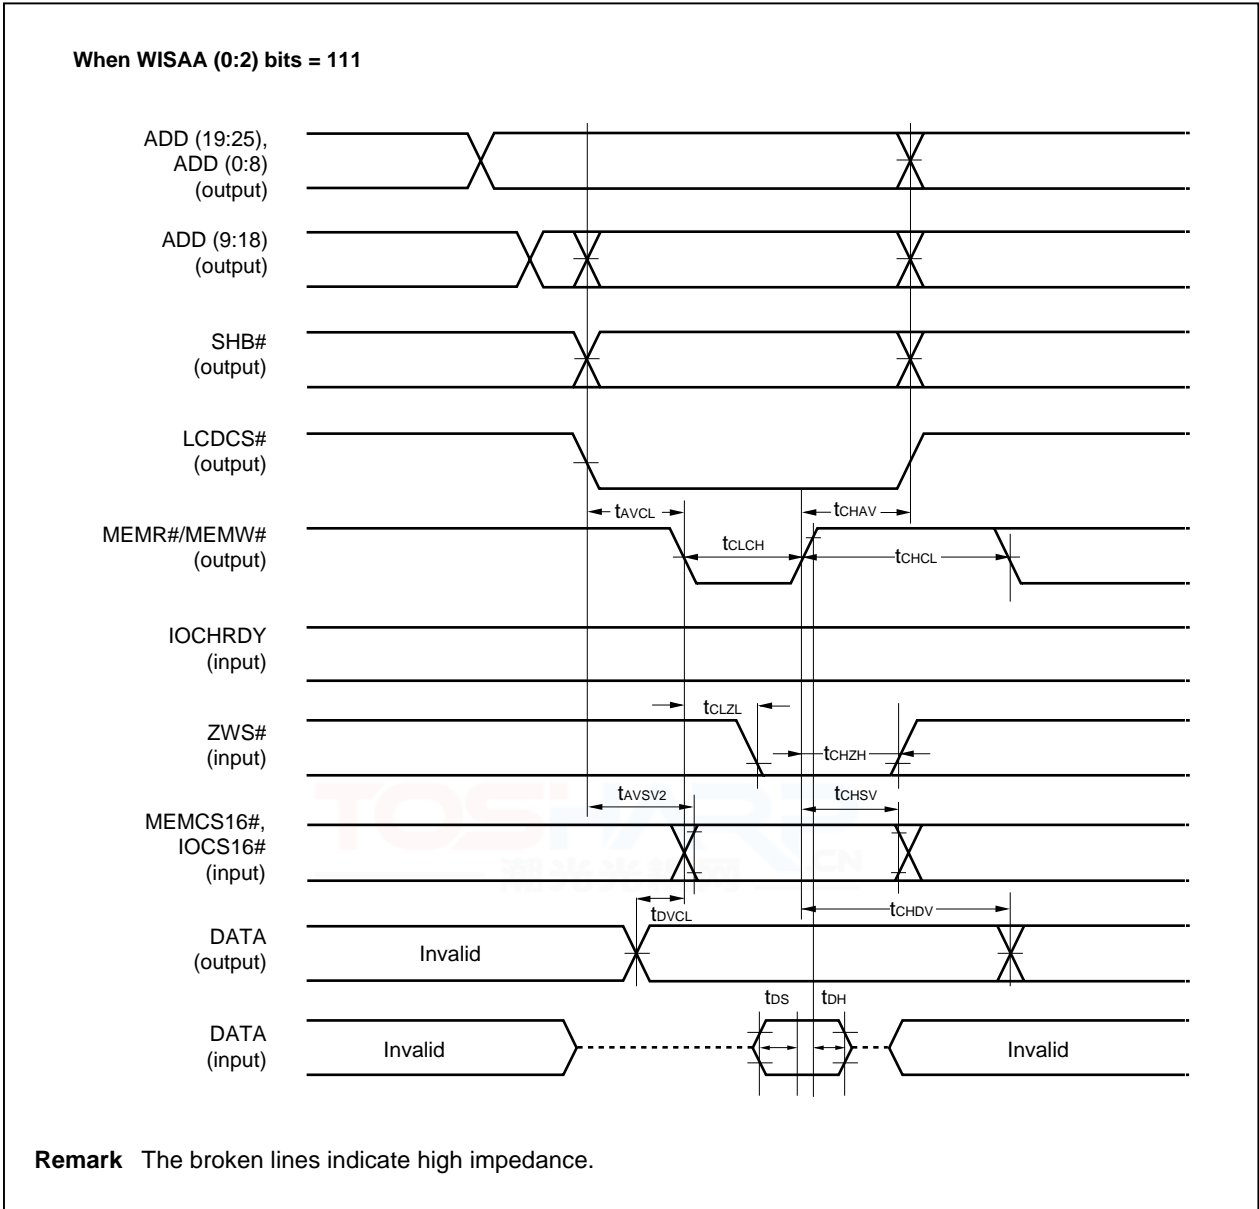 When WISAA (0:2) bits = 111
ADD (19:25),
ADD (0:8)
(output)
ADD (9:18)
(output)
SHB#
(output)
LCDCS#
(output)
tAVCL
tCHAV
MEMR#/MEMW#
(output)
tCLCH
tCHCL
IOCHRDY
(input)
tCLZL
ZWS#
(input)
tCHZH
tAVSV2
tCHSV
TOSHARP
.CN
MEMCS16#,
IOCS16#
(input)
tDVCL
tCHDV
DATA
(output)
Invalid
tDS
tDH
DATA
(input)
Invalid
Invalid
Remark The broken lines indicate high impedance.